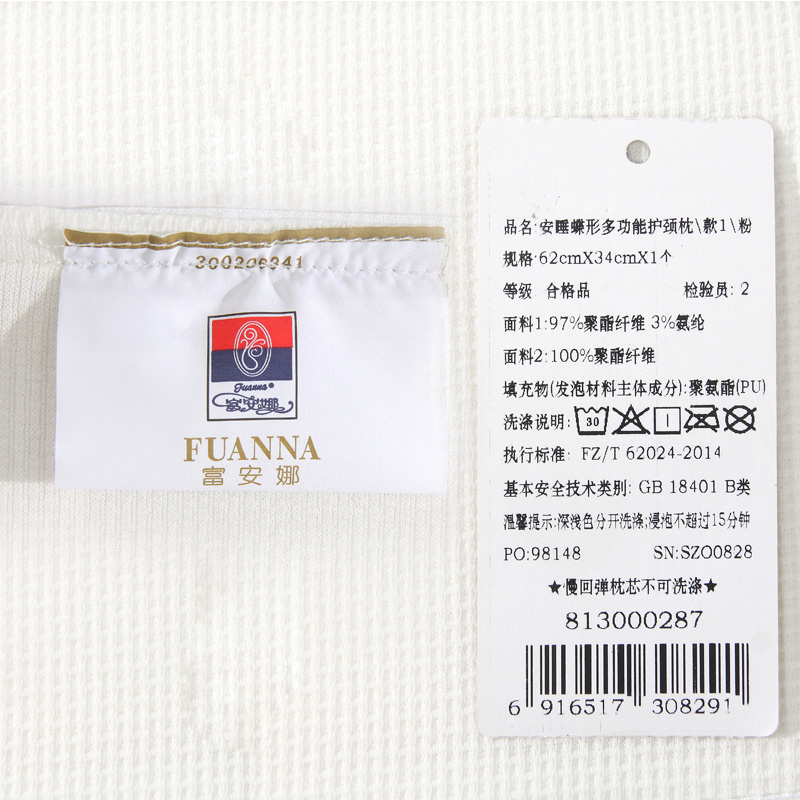 300206341
Fuanna®
富安娜
FUANNA
富安娜
品名:安睡蝶形多功能护颈枕\款1\粉
规格:62cmX34cmX1个
等级 合格品 检验员: 2
面料1:97%聚酯纤维 3%氨纶
面料2:100%聚酯纤维
填充物(发泡材料主体成分):聚氨酯(PU)
洗涤说明: 30
执行标准: FZ/T 62024-2014
基本安全技术类别: GB 18401 B类
温馨提示:深浅色分开洗涤;浸泡不超过15分钟
PO:98148 SN:SZO0828
★慢回弹枕芯不可洗涤★
813000287
6 916517 308291